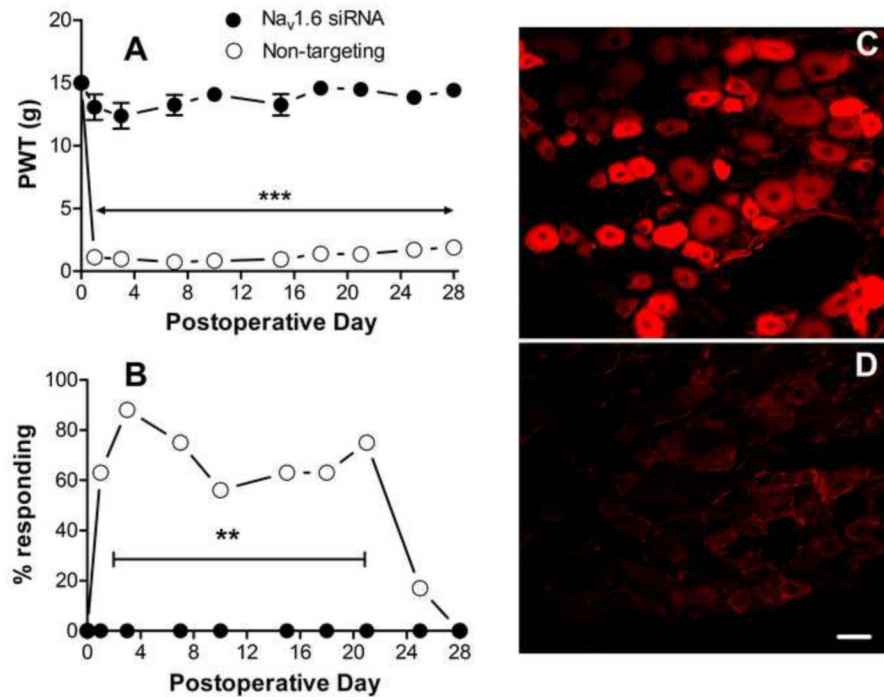 A
● Naᵥ1.6 siRNA
○ Non-targeting
PWT (g)
20
15
10
5
0
***
0 4 8 12 16 20 24 28
Postoperative Day
B
% responding
100
80
60
40
20
0
**
0 4 8 12 16 20 24 28
Postoperative Day
C
D